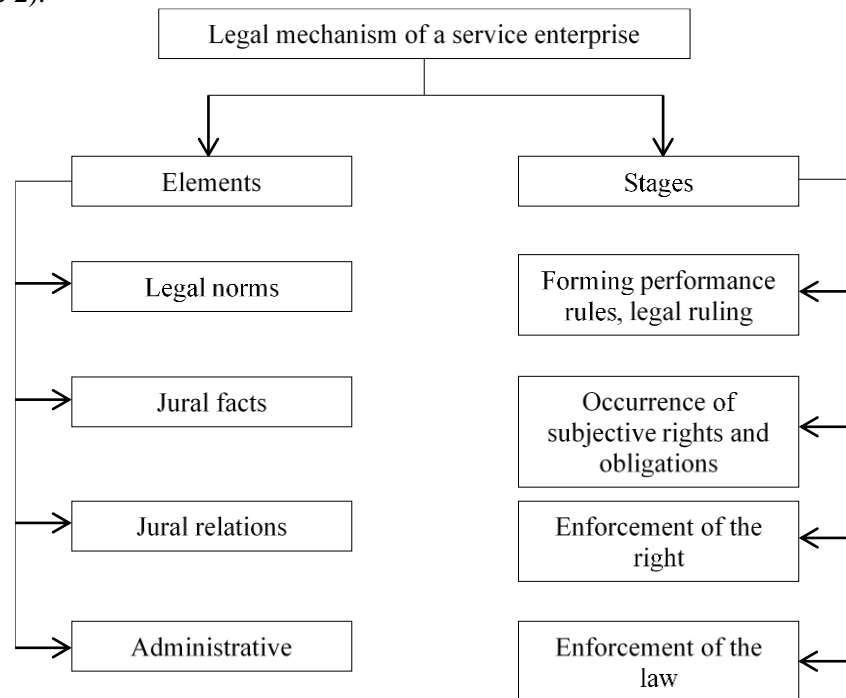 2).
Legal mechanism of a service enterprise
Elements
Stages
Legal norms
Forming performance
rules, legal ruling
Jural facts
Occurrence of
subjective rights and
obligations
Jural relations
Enforcement of the
right
Administrative
Enforcement of the
law